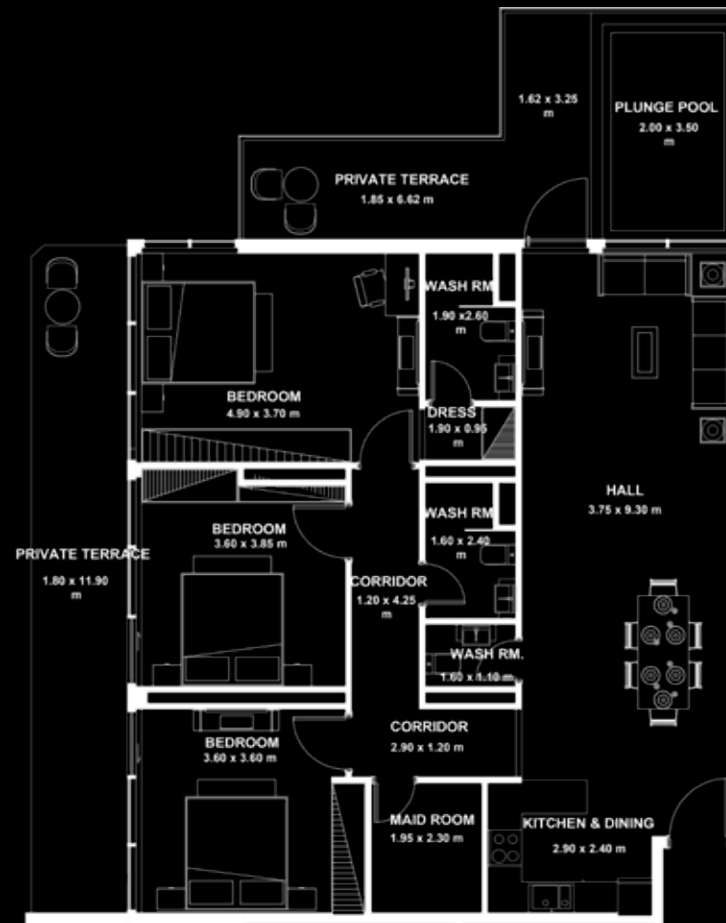 1.62 x 3.25
m
PLUNGE POOL
2.00 x 3.50
m
PRIVATE TERRACE
1.85 x 6.62 m
WASH RM
1.90 x2.60
m
BEDROOM
4.90 x 3.70 m
DRESS
1.90 x 0.95
m
HALL
3.75 x 9.30 m
WASH RM
1.60 x 2.40
m
BEDROOM
3.60 x 3.85 m
PRIVATE TERRACE
1.80 x 11.90
m
CORRIDOR
1.20 x 4.25
m
WASH RM.
1.60 x 1.10 m
CORRIDOR
2.90 x 1.20 m
BEDROOM
3.60 x 3.60 m
MAID ROOM
1.95 x 2.30 m
KITCHEN & DINING
2.90 x 2.40 m